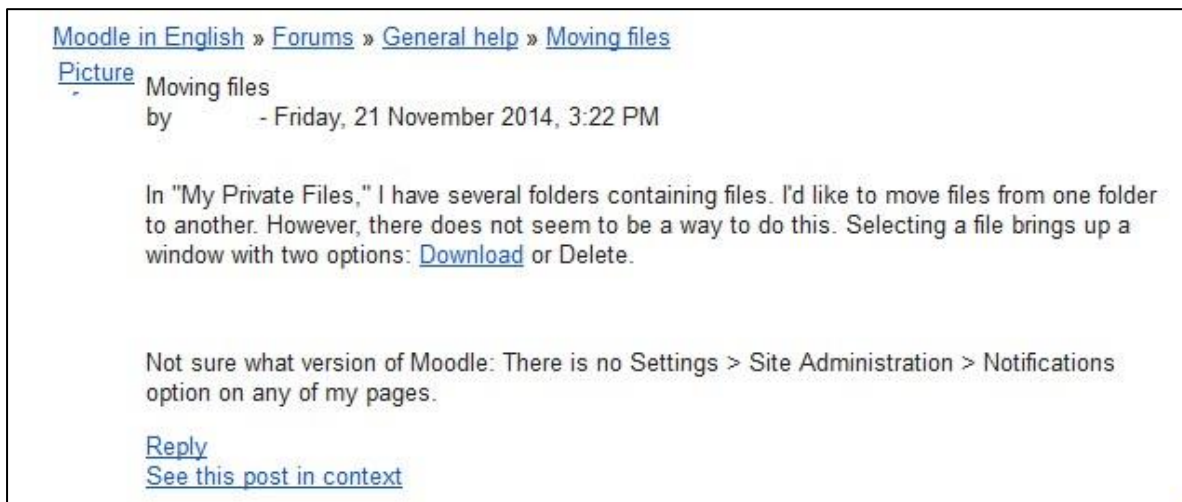 Moodle in English » Forums » General help » Moving files
Picture
Moving files
by - Friday, 21 November 2014, 3:22 PM
In "My Private Files," I have several folders containing files. I'd like to move files from one folder
to another. However, there does not seem to be a way to do this. Selecting a file brings up a
window with two options: Download or Delete.
Not sure what version of Moodle: There is no Settings > Site Administration > Notifications
option on any of my pages.
Reply
See this post in context